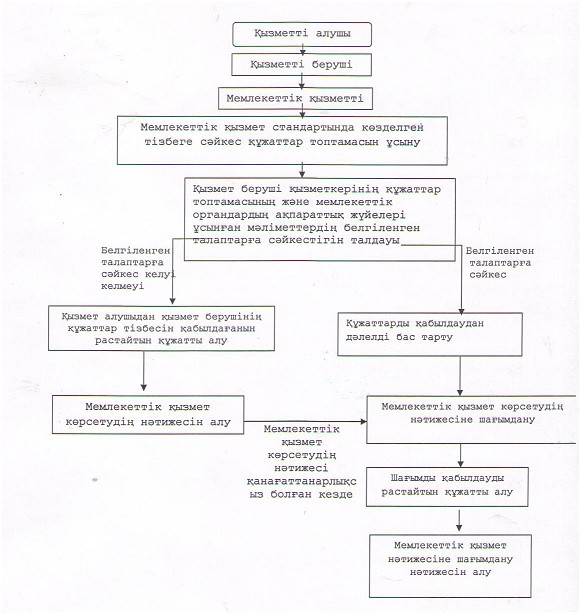 Қызметті алушы
Қызметті беруші
Мемлекеттік қызметті
Мемлекеттік қызмет стандартында көзделген
тізбеге сәйкес құжаттар топтамасын ұсыну
Қызмет беруші қызметкерінің құжаттар
топтамасының және мемлекеттік
органдардың ақпараттық жүйелері
ұсынған мәліметтердің белгіленген
талаптарға сәйкестігін талдауы
Белгіленген
талаптарға
сәйкес келуі
келмеуі
Белгіленген
талаптарға
сәйкес
Қызмет алушыдан қызмет берушінің
құжаттар тізбесін қабылдағанын
растайтын құжатты алу
Құжаттарды қабылдаудан
дәлелді бас тарту
Мемлекеттік қызмет
көрсетудің нәтижесін алу
Мемлекеттік қызмет көрсетудің
нәтижесіне шағымдану
Мемлекеттік
қызмет
көрсетудің
нәтижесі
қанағаттанарлықс
ыз болған кезде
Шағымды қабылдауды
растайтын құжатты алу
Мемлекеттік қызмет
нәтижесіне шағымдану
нәтижесін алу